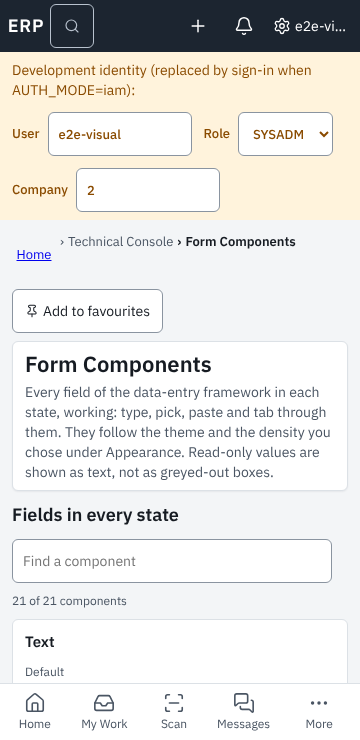 ERP
e2e-vi...
Development identity (replaced by sign-in when
AUTH_MODE=iam):
User e2e-visual Role SYSADM
Company 2
Home › Technical Console › Form Components
Add to favourites
Form Components
Every field of the data-entry framework in each
state, working: type, pick, paste and tab through
them. They follow the theme and the density you
chose under Appearance. Read-only values are
shown as text, not as greyed-out boxes.
Fields in every state
Find a component
21 of 21 components
Text
Default
Home My Work Scan Messages More